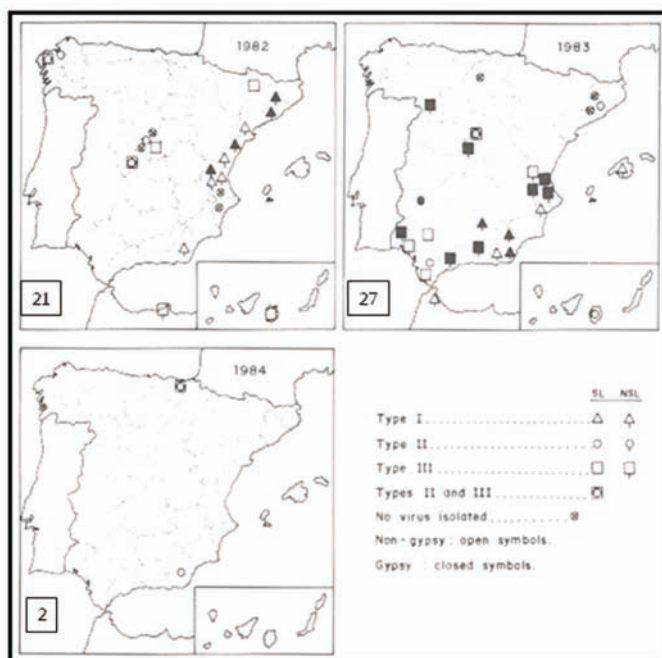 1982
21
1983
27
1984
2
SL NSL
Type I
Type II
Type III
Types II and III
No virus isolated
Non-gypsy: open symbols.
Gypsy: closed symbols.